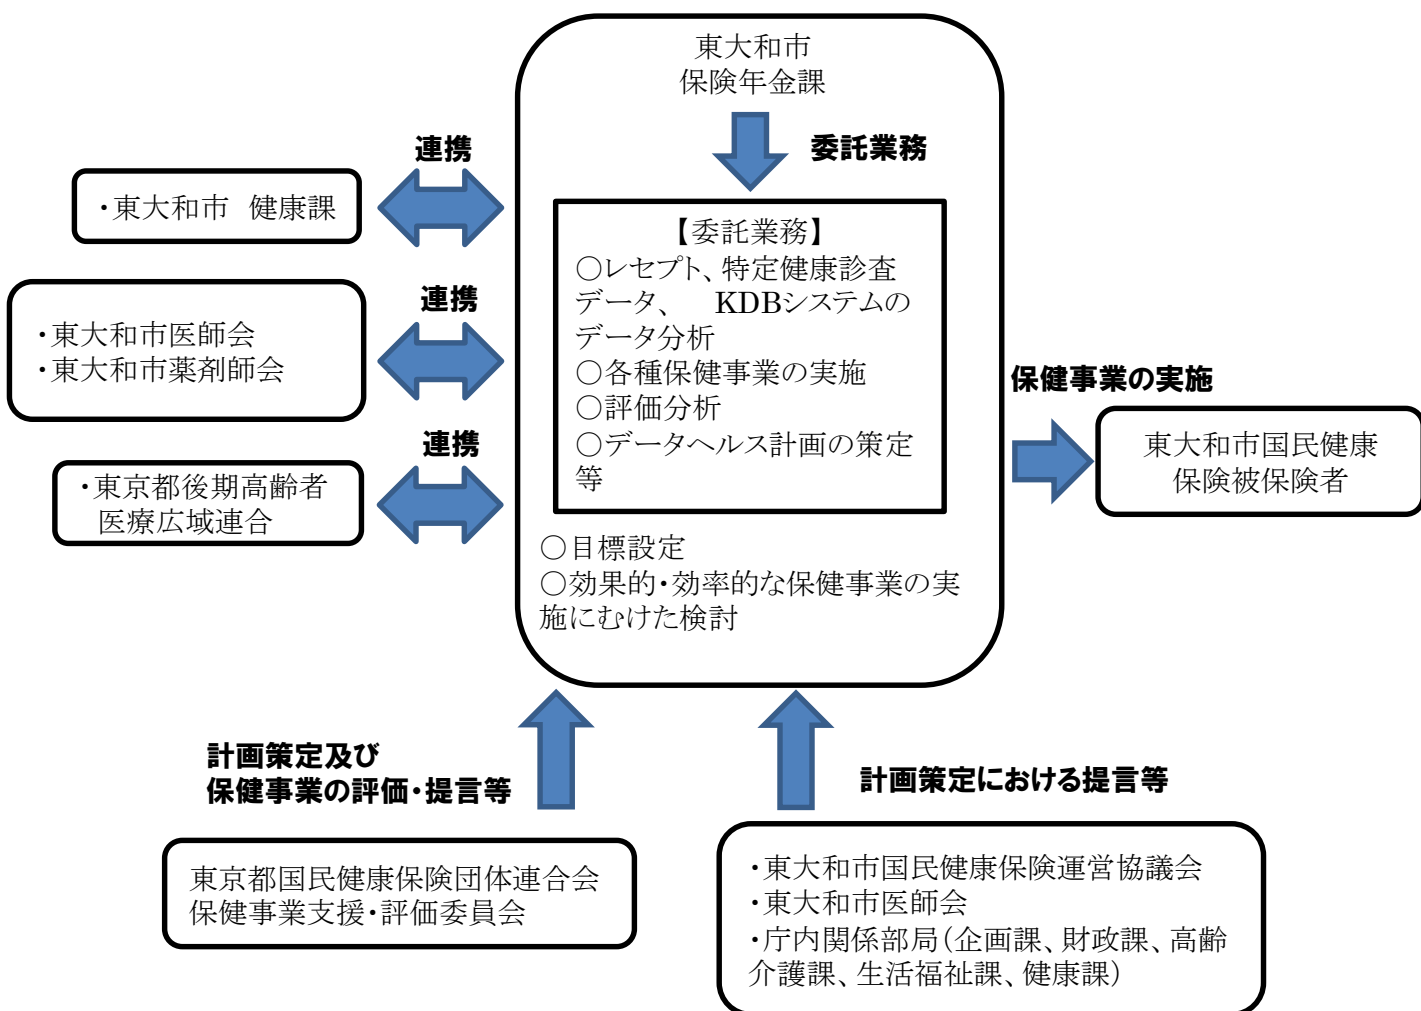 東大和市
保険年金課
委託業務
【委託業務】
○レセプト、特定健康診査
データ、　KDBシステムの
データ分析
○各種保健事業の実施
○評価分析
○データヘルス計画の策定
等
○目標設定
○効果的・効率的な保健事業の実
施にむけた検討
連携
・東大和市　健康課
連携
・東大和市医師会
・東大和市薬剤師会
連携
・東京都後期高齢者
医療広域連合
保健事業の実施
東大和市国民健康
保険被保険者
計画策定及び
保健事業の評価・提言等
東京都国民健康保険団体連合会
保健事業支援・評価委員会
計画策定における提言等
・東大和市国民健康保険運営協議会
・東大和市医師会
・庁内関係部局（企画課、財政課、高齢
介護課、生活福祉課、健康課）